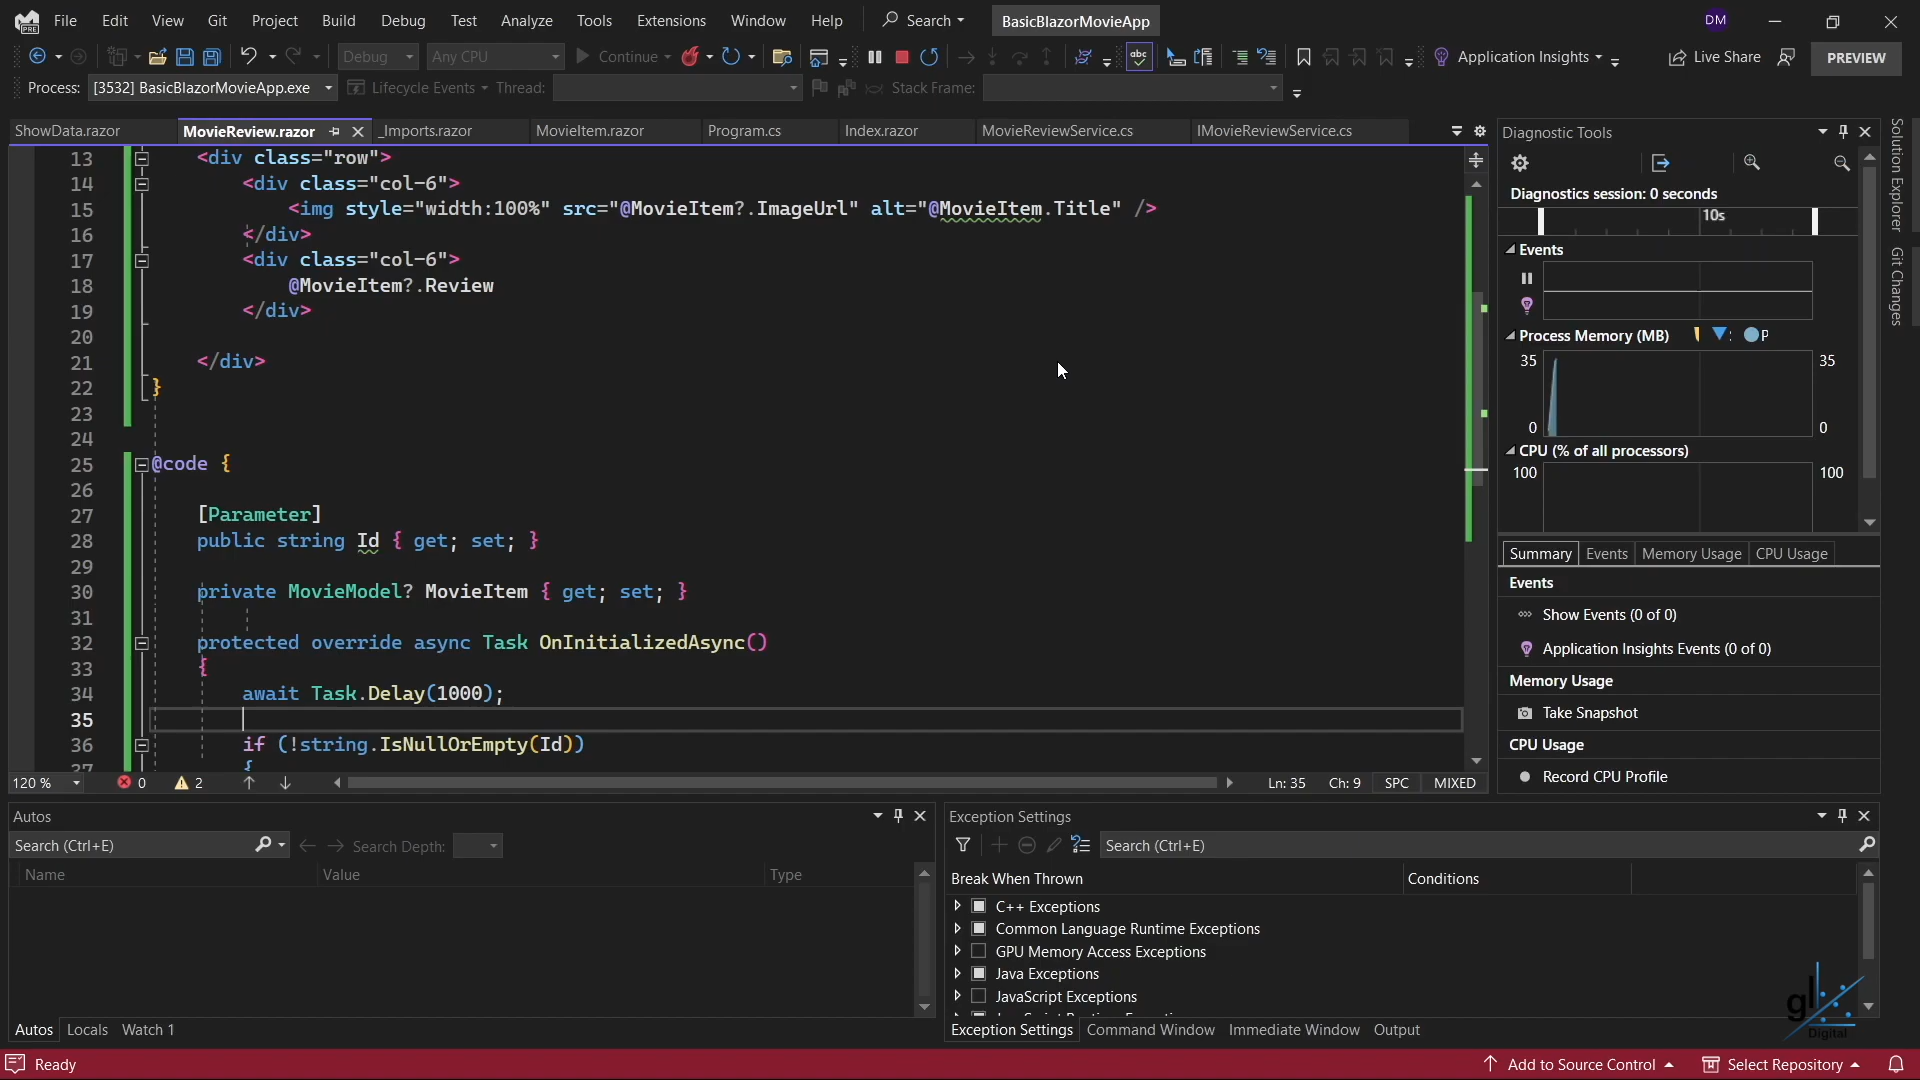 File Edit View Git Project Build Debug Test Analyze Tools Extensions Window Help Search BasicBlazorMovieApp DM
Debug Any CPU Continue Application Insights Live Share PREVIEW
Process: [3532] BasicBlazorMovieApp.exe Lifecycle Events Thread: Stack Frame:
ShowData.razor MovieReview.razor _Imports.razor MovieItem.razor Program.cs Index.razor MovieReviewService.cs IMovieReviewService.cs
13 <div class="row">
14 <div class="col-6">
15 <img style="width:100%" src="@MovieItem?.ImageUrl" alt="@MovieItem.Title" />
16 </div>
17 <div class="col-6">
18 @MovieItem?.Review
19 </div>
20
21 </div>
22 }
23
24
25 @code {
26
27 [Parameter]
28 public string Id { get; set; }
29
30 private MovieModel? MovieItem { get; set; }
31
32 protected override async Task OnInitializedAsync()
33 {
34 await Task.Delay(1000);
35
36 if (!string.IsNullOrEmpty(Id))
37 {
120 % 0 2 Ln: 35 Ch: 9 SPC MIXED
Diagnostic Tools
Diagnostics session: 0 seconds
10s
Events
Process Memory (MB) P
35 35
0 0
CPU (% of all processors)
100 100
Summary Events Memory Usage CPU Usage
Events
Show Events (0 of 0)
Application Insights Events (0 of 0)
Memory Usage
Take Snapshot
CPU Usage
Record CPU Profile
Solution Explorer
Git Changes
Autos
Search (Ctrl+E) Search Depth:
Name Value Type
Autos Locals Watch 1
Exception Settings
Search (Ctrl+E)
Break When Thrown Conditions
C++ Exceptions
Common Language Runtime Exceptions
GPU Memory Access Exceptions
Java Exceptions
JavaScript Exceptions
Exception Settings Command Window Immediate Window Output
gl
Digital
Ready Add to Source Control Select Repository